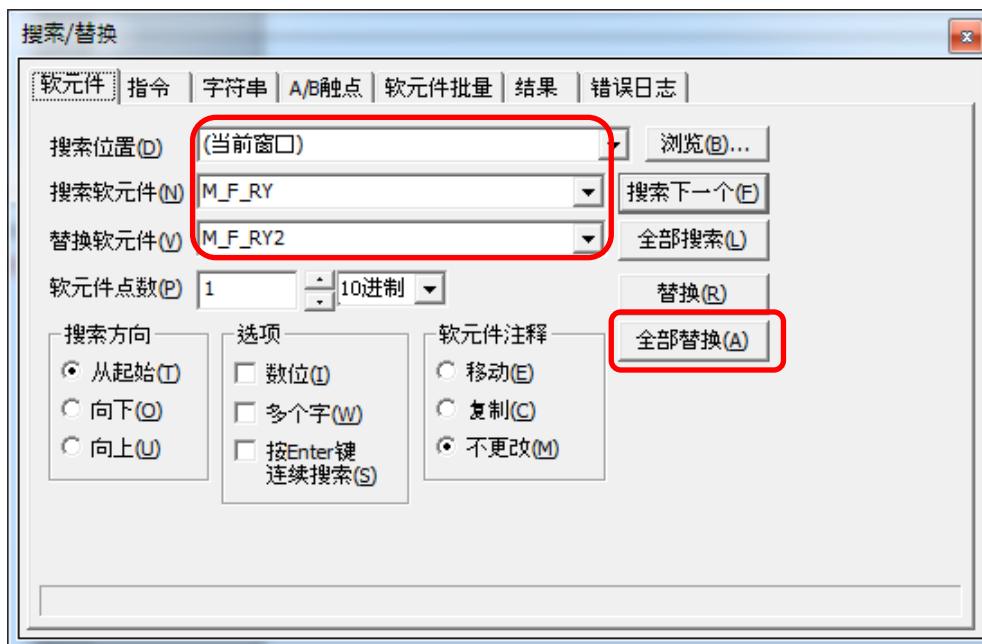 搜索/替换
软元件 指令 字符串 A/B触点 软元件批量 结果 错误日志
搜索位置(D) (当前窗口) 浏览(B)...
搜索软元件(N) M_F_RY 搜索下一个(F)
替换软元件(V) M_F_RY2 全部搜索(L)
软元件点数(P) 1 10进制 替换(R)
全部替换(A)
搜索方向 选项 软元件注释
从起始(T) 数位(I) 移动(E)
向下(O) 多个字(W) 复制(C)
向上(U) 按Enter键 不更改(M)
连续搜索(S)